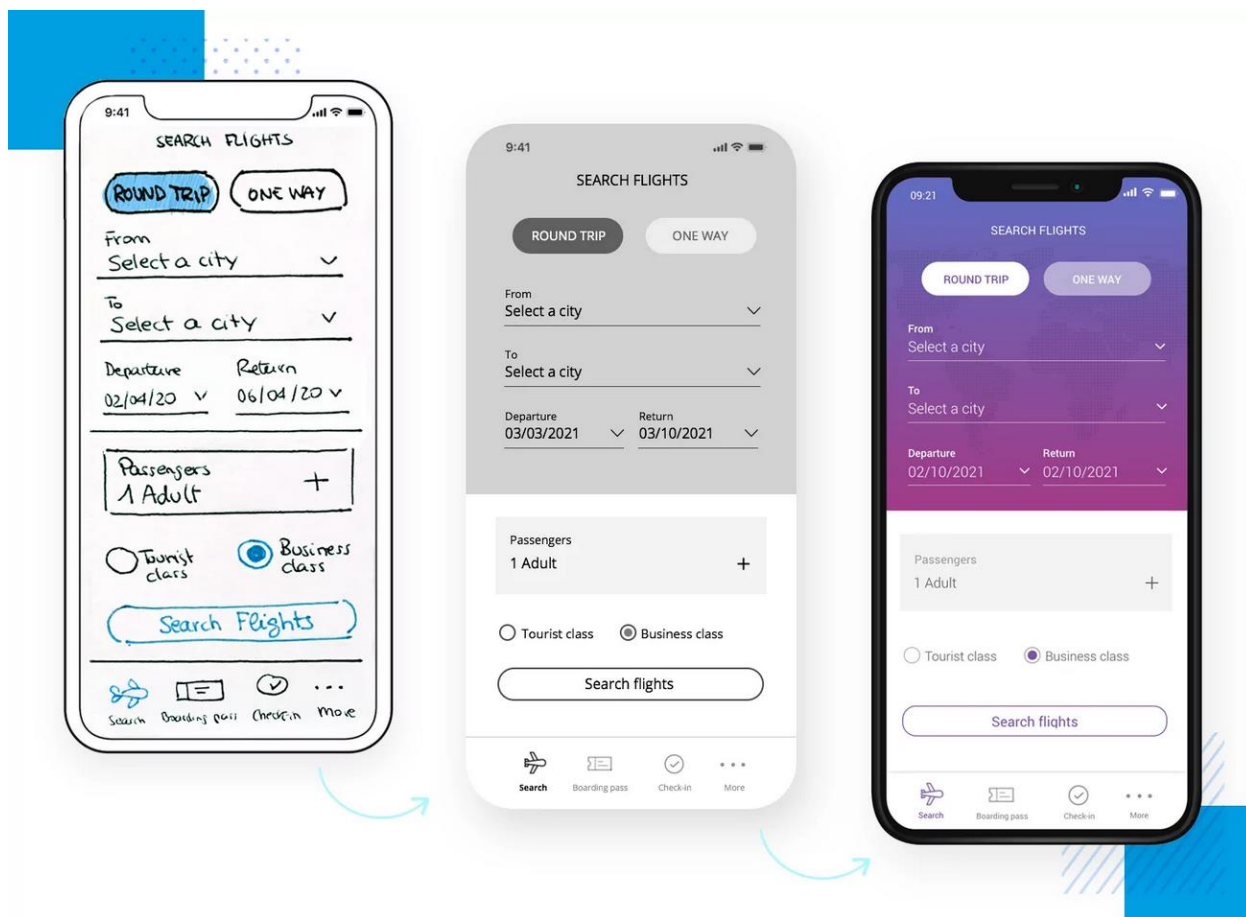 9:41
SEARCH FLIGHTS
ROUND TRIP ONE WAY
From
Select a city
To
Select a city
Departure Return
02/04/20 06/04/20
Passengers
1 Adult
Tourist class Business class
Search Flights
Search Boarding pass Check-in More
9:41
SEARCH FLIGHTS
ROUND TRIP ONE WAY
From
Select a city
To
Select a city
Departure Return
03/03/2021 03/10/2021
Passengers
1 Adult
Tourist class Business class
Search flights
Search Boarding pass Check-in More
09:21
SEARCH FLIGHTS
ROUND TRIP ONE WAY
From
Select a city
To
Select a city
Departure Return
02/10/2021 02/10/2021
Passengers
1 Adult
Tourist class Business class
Search flights
Search Boarding pass Check-in More